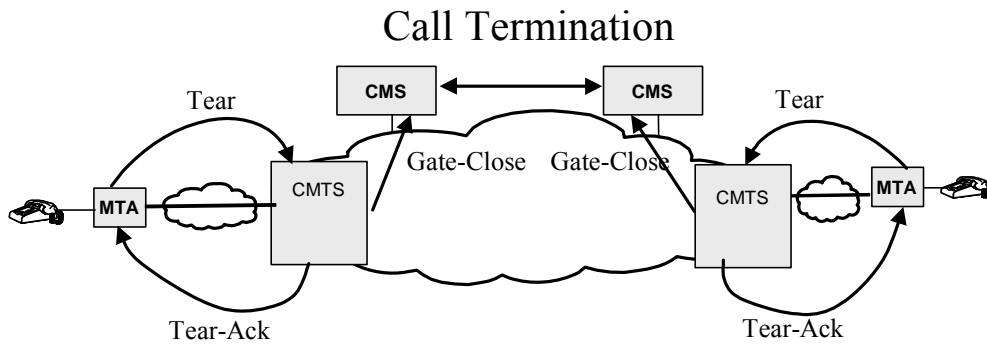 Call Termination
CMS
CMS
Tear
Tear
Gate-Close
Gate-Close
CMTS
CMTS
MTA
MTA
Tear-Ack
Tear-Ack